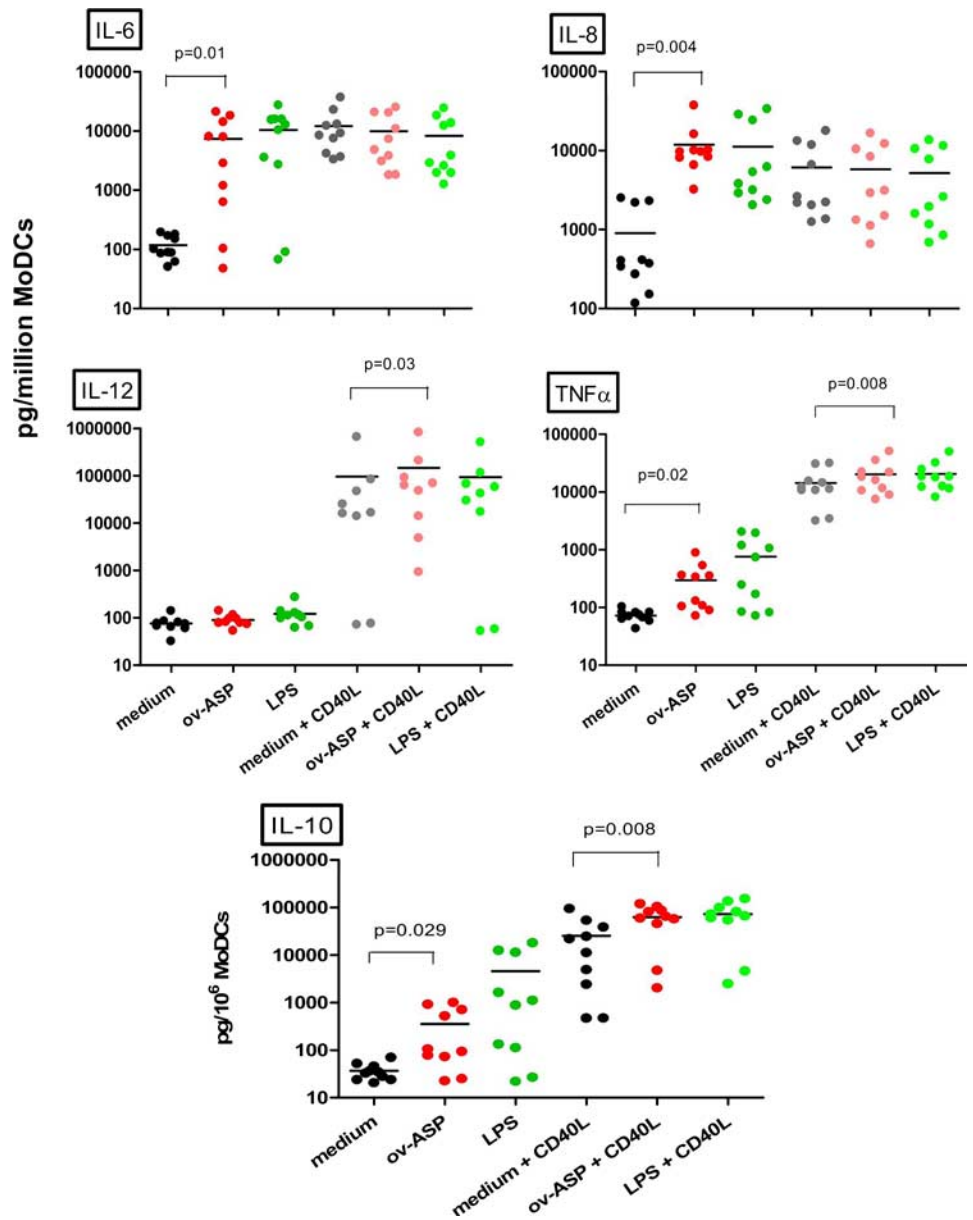 IL-6
p=0.01
100000
10000
1000
100
10
IL-8
p=0.004
100000
10000
1000
100
pg/million MoDCs
IL-12
p=0.03
1000000
100000
10000
1000
100
10
medium
ov-ASP
LPS
medium + CD40L
ov-ASP + CD40L
LPS + CD40L
TNFα
p=0.008
p=0.02
100000
10000
1000
100
10
medium
ov-ASP
LPS
medium + CD40L
ov-ASP + CD40L
LPS + CD40L
IL-10
p=0.008
p=0.029
1000000
100000
10000
1000
100
10
pg/10⁶ MoDCs
medium
ov-ASP
LPS
medium + CD40L
ov-ASP + CD40L
LPS + CD40L